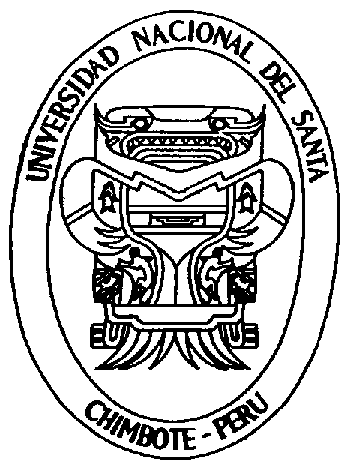 UNIVERSIDAD NACIONAL DEL SANTA
CHIMBOTE - PERU